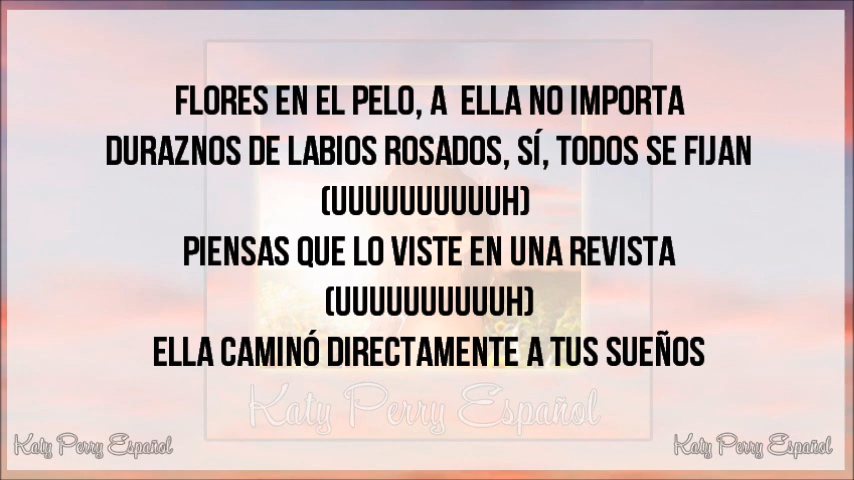 FLORES EN EL PELO, A ELLA NO IMPORTA
DURAZNOS DE LABIOS ROSADOS, SÍ, TODOS SE FIJAN
(UUUUUUUUUUH)
PIENSAS QUE LO VISTE EN UNA REVISTA
(UUUUUUUUUUH)
ELLA CAMINÓ DIRECTAMENTE A TUS SUEÑOS
Katy Perry Español
Katy Perry Español
Katy Perry Español